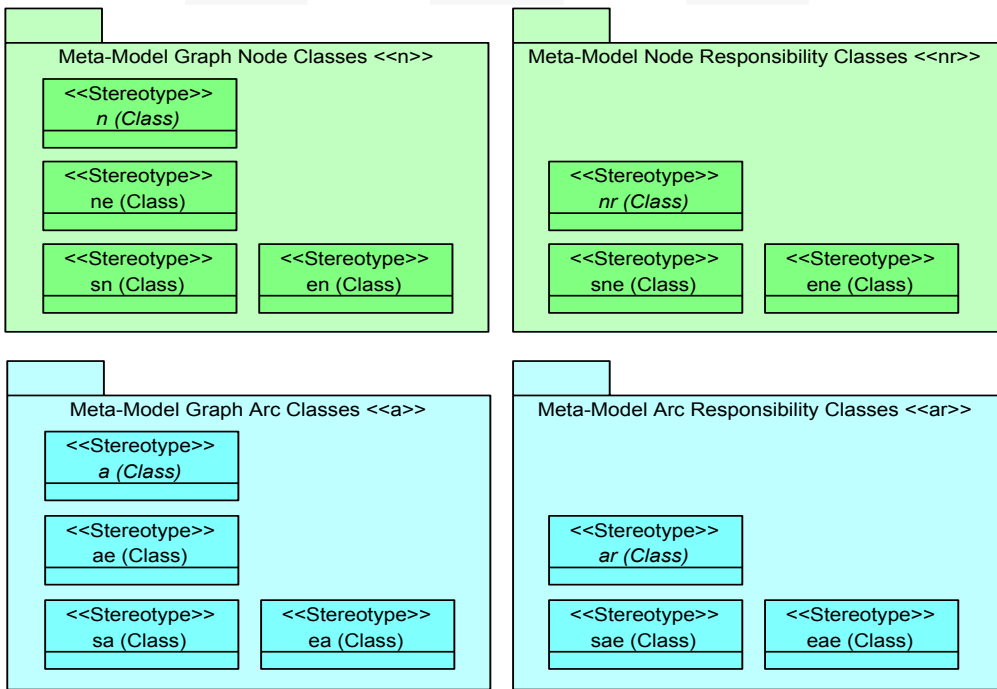 Meta-Model Graph Node Classes <<n>>
<<Stereotype>>
n (Class)
<<Stereotype>>
ne (Class)
<<Stereotype>>
sn (Class)
<<Stereotype>>
en (Class)
Meta-Model Node Responsibility Classes <<nr>>
<<Stereotype>>
nr (Class)
<<Stereotype>>
sne (Class)
<<Stereotype>>
ene (Class)
Meta-Model Graph Arc Classes <<a>>
<<Stereotype>>
a (Class)
<<Stereotype>>
ae (Class)
<<Stereotype>>
sa (Class)
<<Stereotype>>
ea (Class)
Meta-Model Arc Responsibility Classes <<ar>>
<<Stereotype>>
ar (Class)
<<Stereotype>>
sae (Class)
<<Stereotype>>
eae (Class)